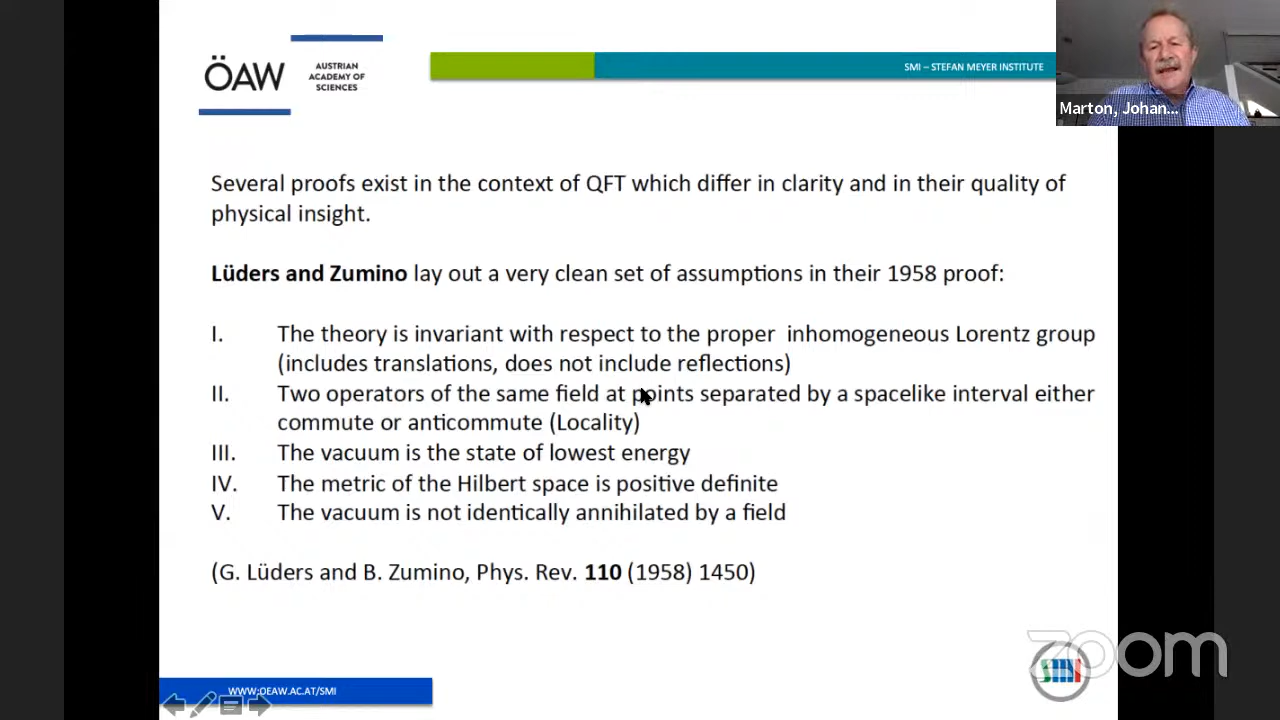 ÖAW
AUSTRIAN
ACADEMY OF
SCIENCES
SMI – STEFAN MEYER INSTITUTE
Marton, Johan...
Several proofs exist in the context of QFT which differ in clarity and in their quality of
physical insight.
Lüders and Zumino lay out a very clean set of assumptions in their 1958 proof:
I. The theory is invariant with respect to the proper inhomogeneous Lorentz group
(includes translations, does not include reflections)
II. Two operators of the same field at points separated by a spacelike interval either
commute or anticommute (Locality)
III. The vacuum is the state of lowest energy
IV. The metric of the Hilbert space is positive definite
V. The vacuum is not identically annihilated by a field
(G. Lüders and B. Zumino, Phys. Rev. 110 (1958) 1450)
zoom
SMI
WWW.OEAW.AC.AT/SMI